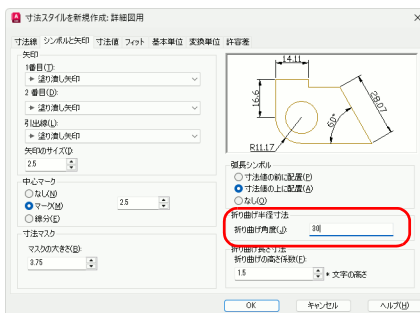 寸法スタイルを新規作成: 詳細図用
寸法線 シンボルと矢印 寸法値 フィット 基本単位 変換単位 許容差
矢印
1番目(T):
塗り潰し矢印
2 番目(D):
塗り潰し矢印
引出線(L):
塗り潰し矢印
矢印のサイズ(I):
2.5
中心マーク
なし(N)
マーク(M)
2.5
線分(E)
寸法マスク
マスクの大きさ(B):
3.75
14.11
16.6
28.07
60°
R11.17
弧長シンボル
寸法値の前に配置(P)
寸法値の上に配置(A)
なし(O)
折り曲げ半径寸法
折り曲げ角度(J):
30
折り曲げ長さ寸法
折り曲げの高さ係数(F):
1.5
* 文字の高さ
OK キャンセル ヘルプ(H)